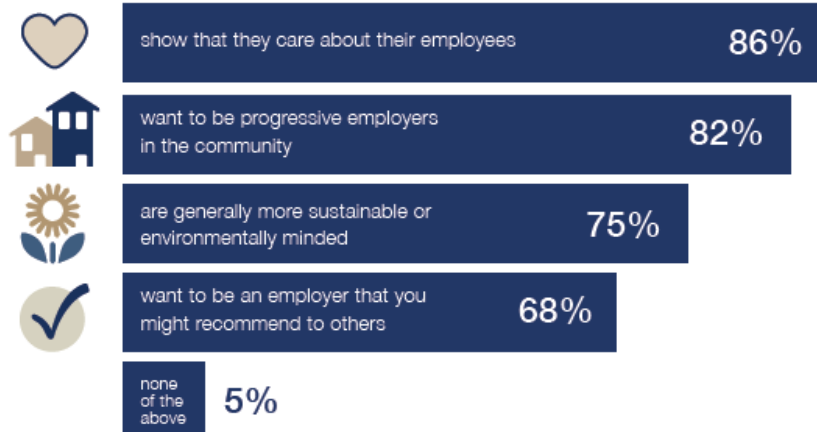 show that they care about their employees
86%
want to be progressive employers
in the community
82%
are generally more sustainable or
environmentally minded
75%
want to be an employer that you
might recommend to others
68%
none
of the
above
5%